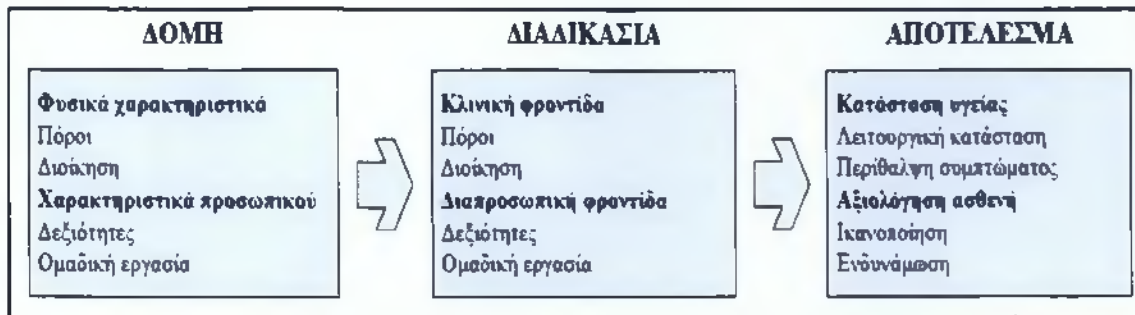 ΔΟΜΗ
Φυσικά χαρακτηριστικά
Πόροι
Διοίκηση
Χαρακτηριστικά προσωπικού
Δεξιότητες
Ομαδική εργασία
ΔΙΑΔΙΚΑΣΙΑ
Κλινική φροντίδα
Πόροι
Διοίκηση
Διαπροσωπική φροντίδα
Δεξιότητες
Ομαδική εργασία
ΑΠΟΤΕΛΕΣΜΑ
Κατάσταση υγείας
Λειτουργική κατάσταση
Περίθαλψη συμπτώματος
Αξιολόγηση ασθενή
Ικανοποίηση
Ενδυνάμωση